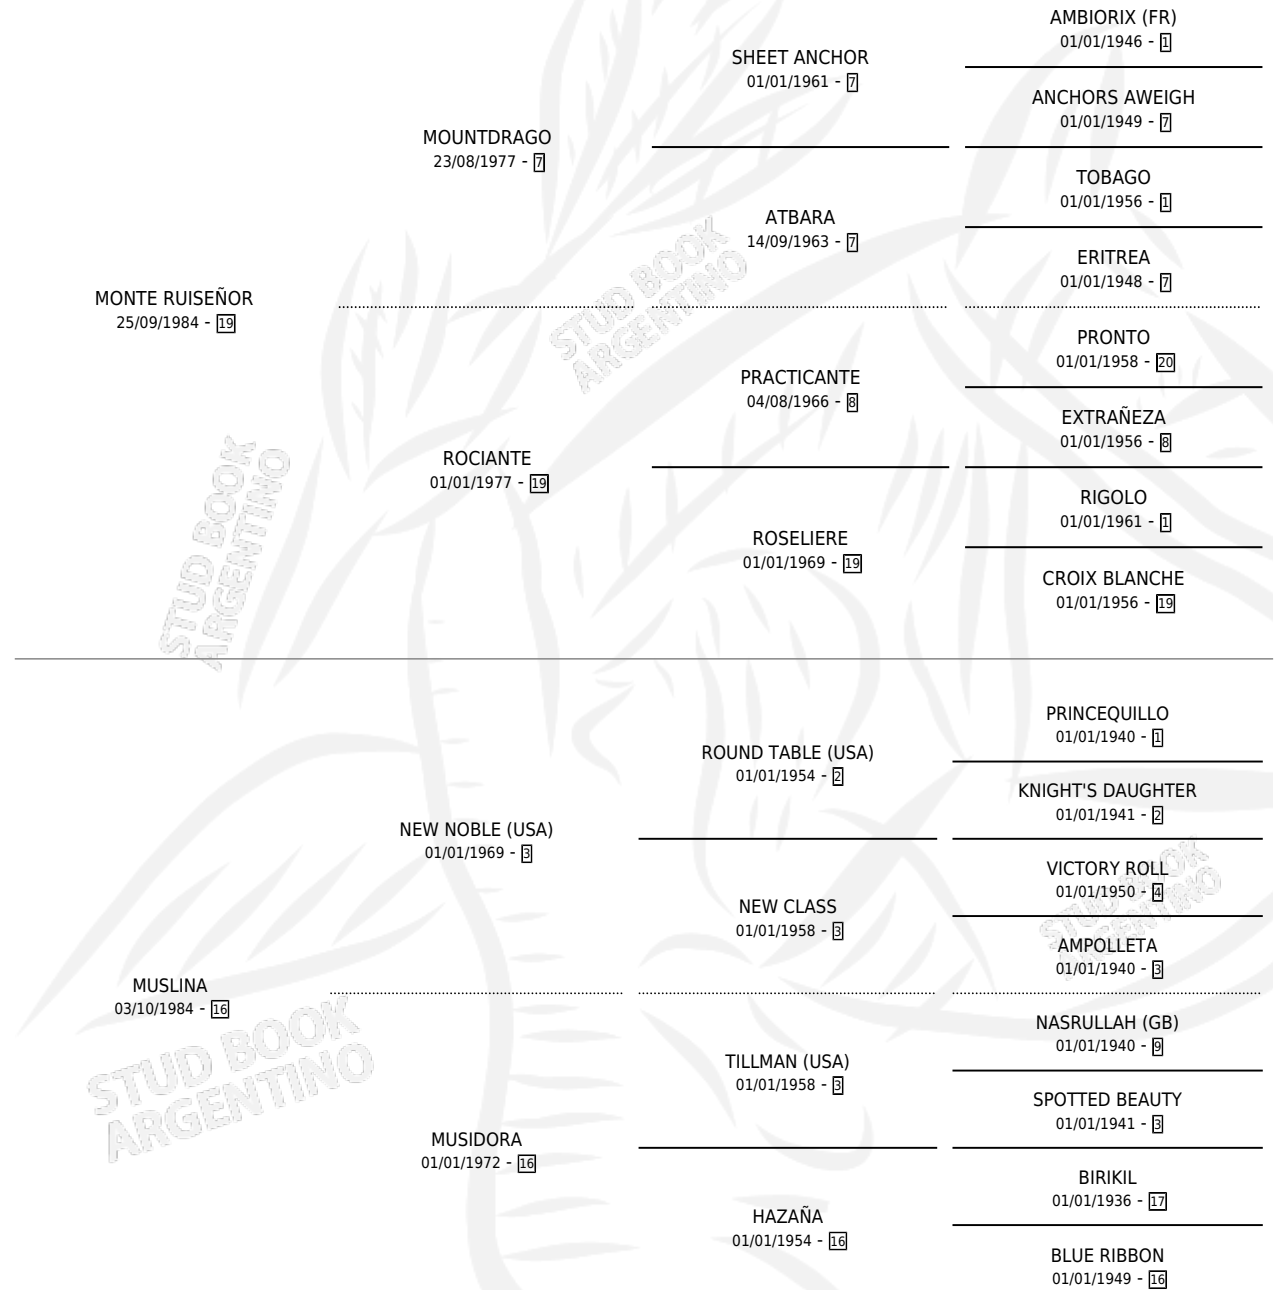 AMBIORIX (FR)
01/01/1946 - 1
SHEET ANCHOR
01/01/1961 - 7
ANCHORS AWEIGH
01/01/1949 - 7
MOUNTDRAGO
23/08/1977 - 7
TOBAGO
01/01/1956 - 1
ATBARA
14/09/1963 - 7
ERITREA
01/01/1948 - 7
MONTE RUISEÑOR
25/09/1984 - 19
PRONTO
01/01/1958 - 20
PRACTICANTE
04/08/1966 - 8
EXTRAÑEZA
01/01/1956 - 8
ROCIANTE
01/01/1977 - 19
RIGOLO
01/01/1961 - 1
ROSELIERE
01/01/1969 - 19
CROIX BLANCHE
01/01/1956 - 19
PRINCEQUILLO
01/01/1940 - 1
ROUND TABLE (USA)
01/01/1954 - 2
KNIGHT'S DAUGHTER
01/01/1941 - 2
NEW NOBLE (USA)
01/01/1969 - 3
VICTORY ROLL
01/01/1950 - 4
NEW CLASS
01/01/1958 - 3
AMPOLLETA
01/01/1940 - 3
MUSLINA
03/10/1984 - 16
NASRULLAH (GB)
01/01/1940 - 9
TILLMAN (USA)
01/01/1958 - 3
SPOTTED BEAUTY
01/01/1941 - 3
MUSIDORA
01/01/1972 - 16
BIRIKIL
01/01/1936 - 17
HAZAÑA
01/01/1954 - 16
BLUE RIBBON
01/01/1949 - 16
STUD BOOK
ARGENTINO
STUD BOOK
ARGENTINO
STUD BOOK
ARGENTINO
STUD BOOK
ARGENTINO